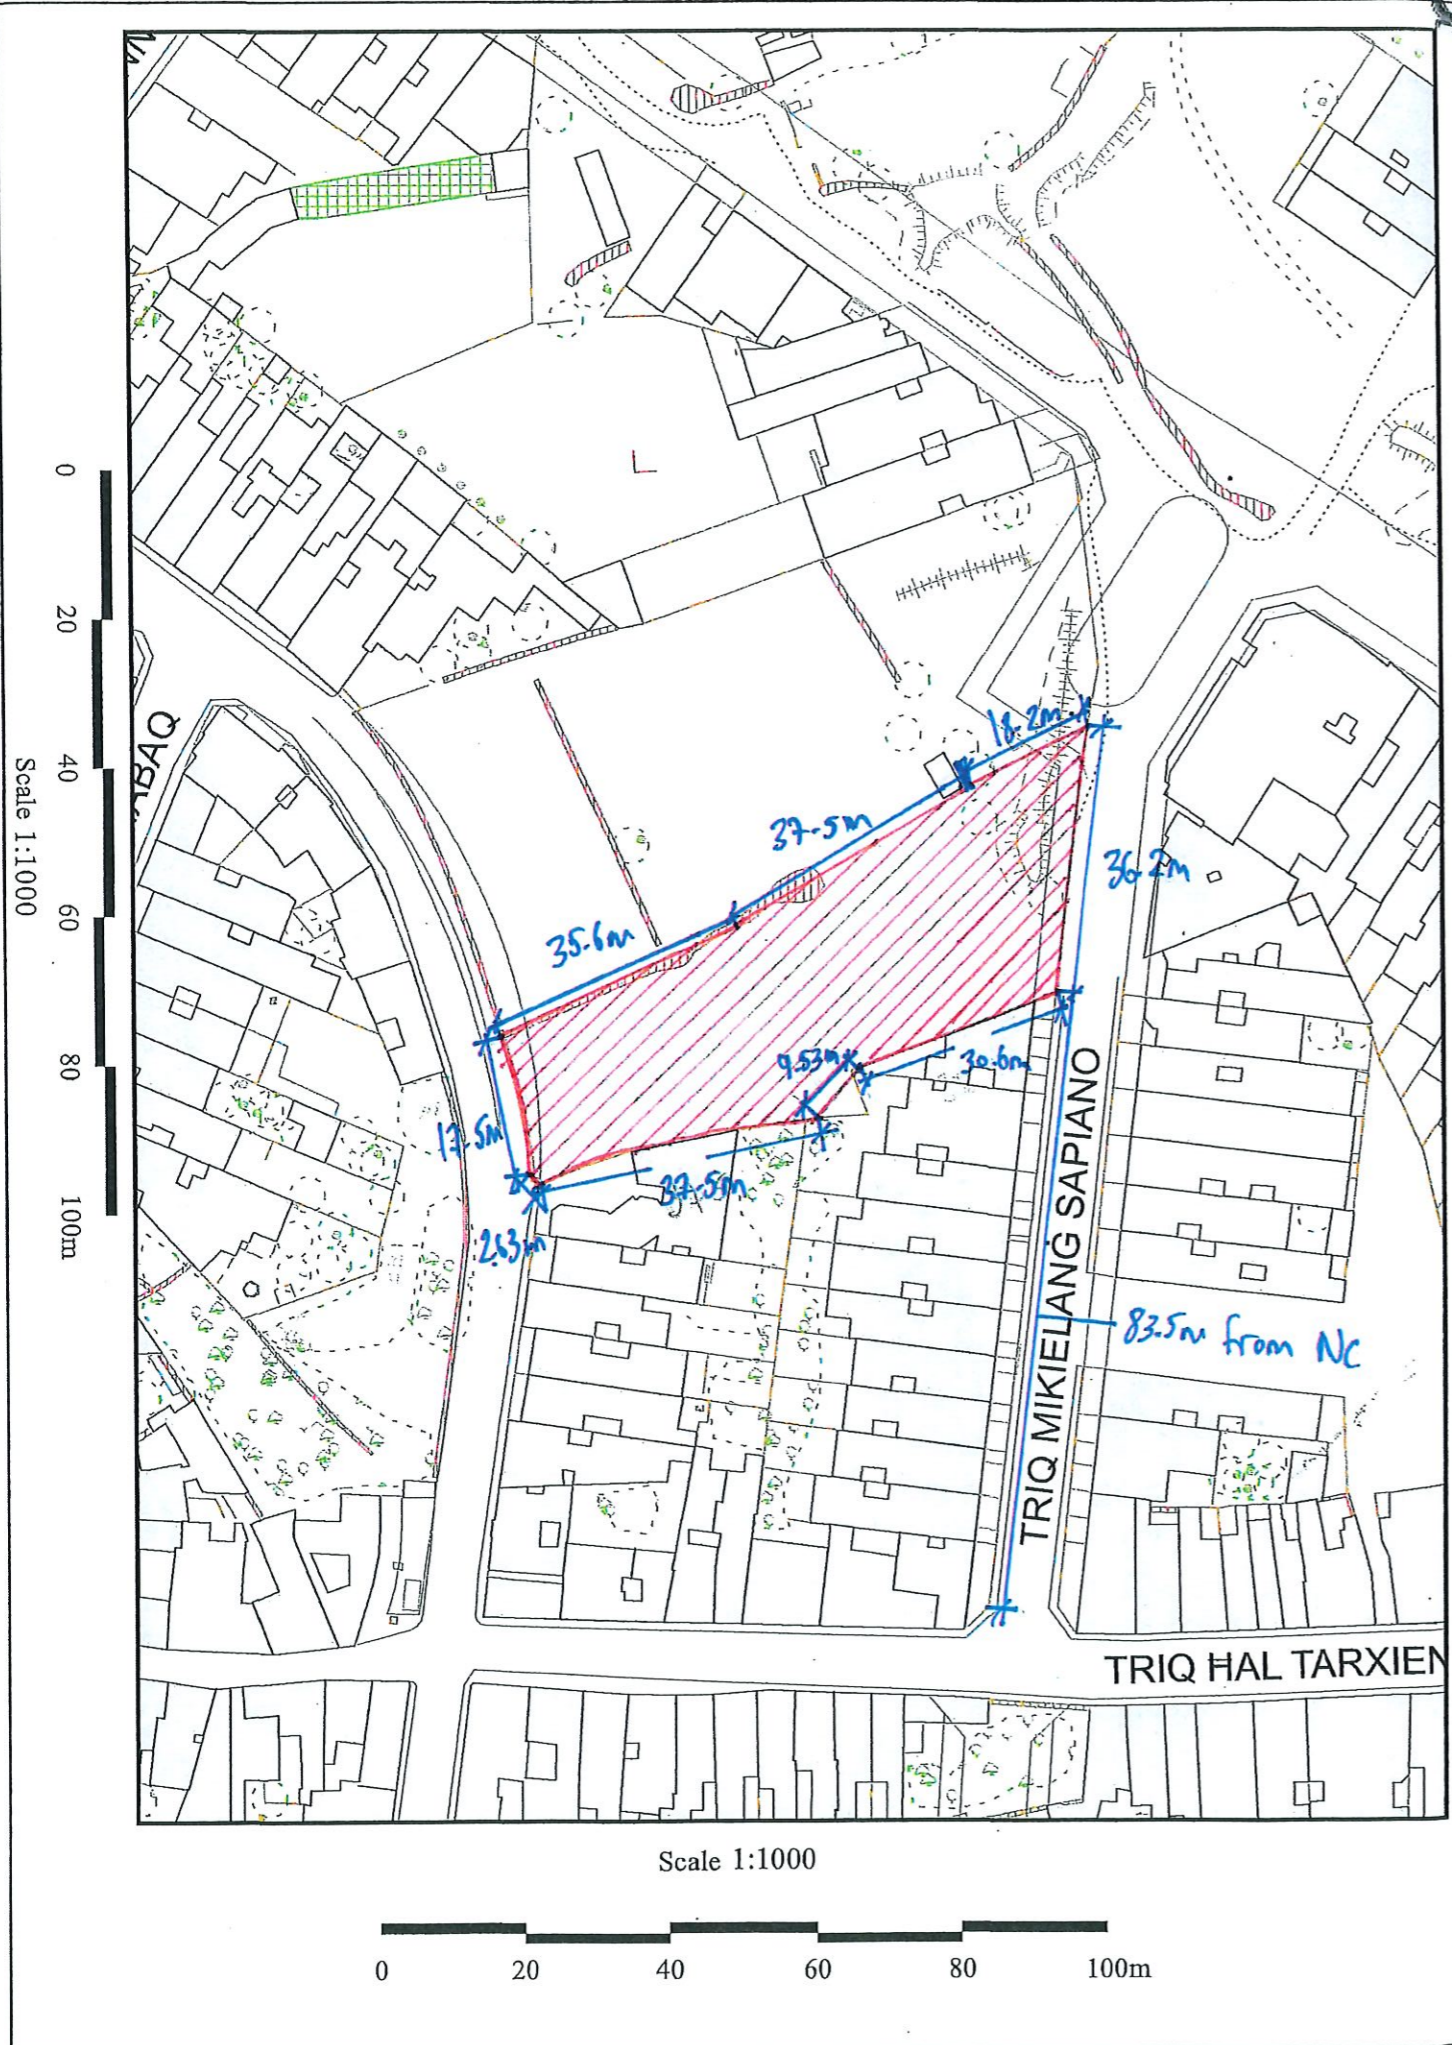 0
20
40
60
80
100m
Scale 1:1000
ABAQ
18.2m
37-5m
35.6m
36.2m
9.53m
30.6m
17-5m
37-5m
2.63m
83.5m from NC
TRIQ MIKIELANG SAPIANO
TRIQ HAL TARXIEN
Scale 1:1000
0 20 40 60 80 100m